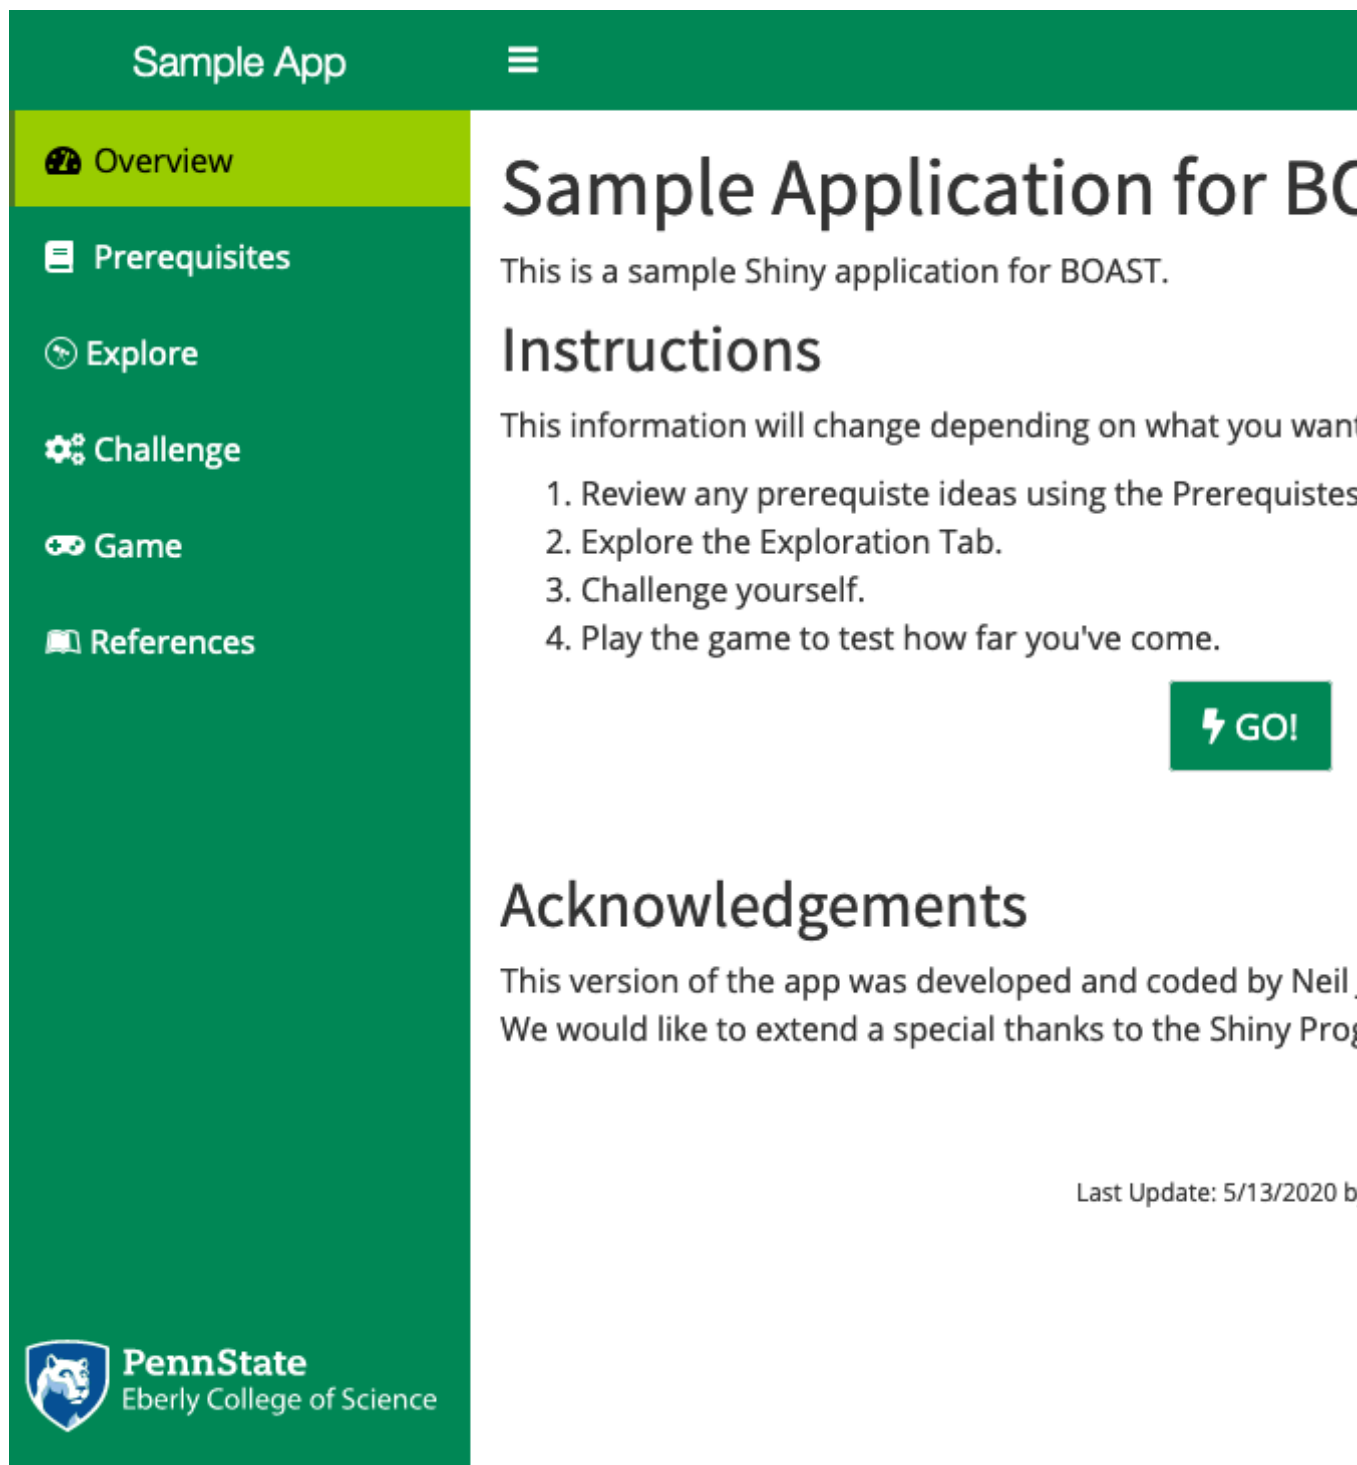 Sample App
Overview
Prerequisites
Explore
Challenge
Game
References
PennState
Eberly College of Science
Sample Application for BO
This is a sample Shiny application for BOAST.
Instructions
This information will change depending on what you want
1. Review any prerequiste ideas using the Prerequistes
2. Explore the Exploration Tab.
3. Challenge yourself.
4. Play the game to test how far you've come.
GO!
Acknowledgements
This version of the app was developed and coded by Neil
We would like to extend a special thanks to the Shiny Prog
Last Update: 5/13/2020 b